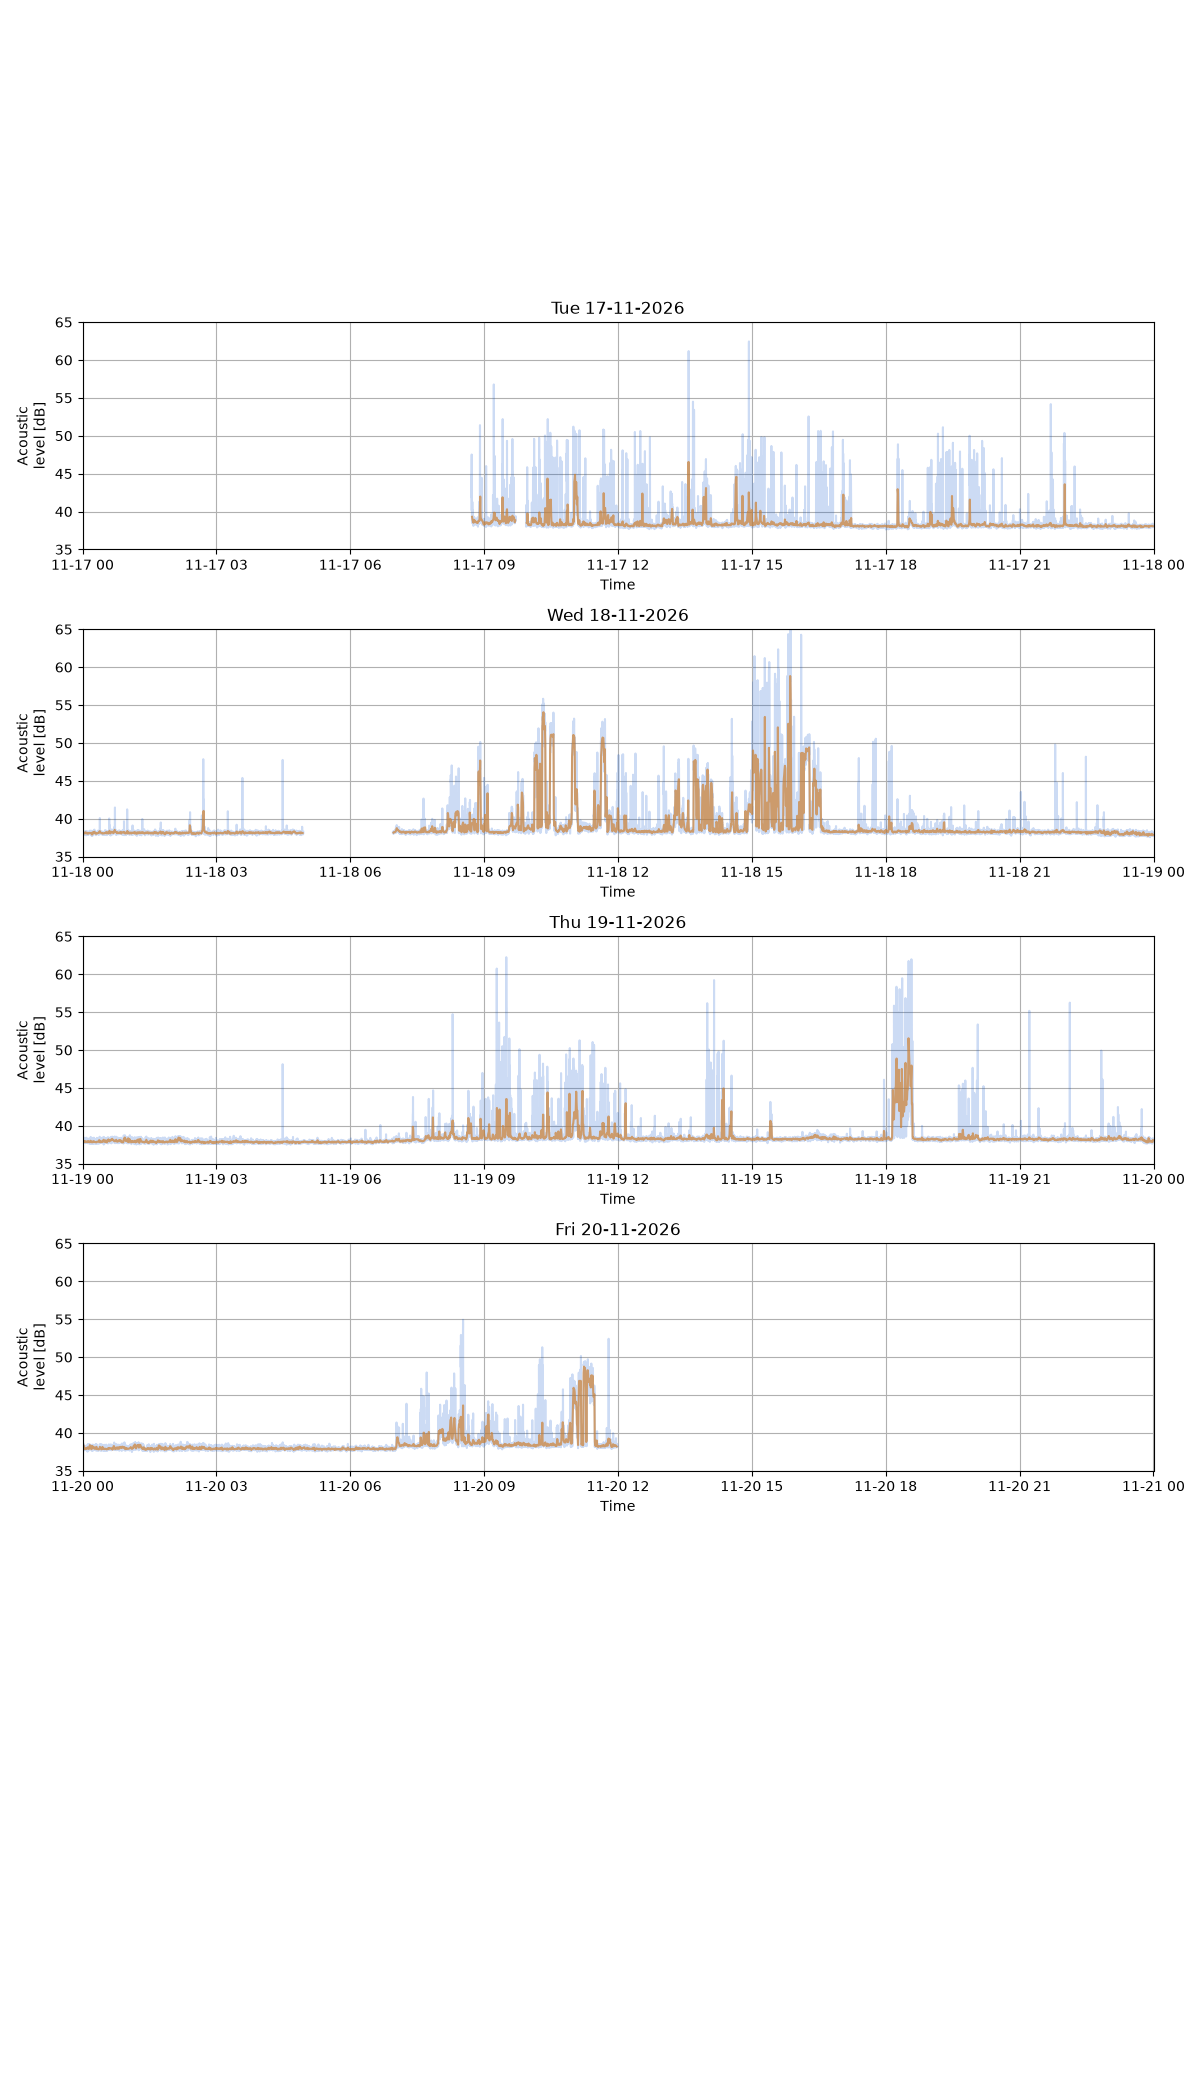 Tue 17-11-2026
65
60
55
50
45
40
35
Acoustic
level [dB]
11-17 00 11-17 03 11-17 06 11-17 09 11-17 12 11-17 15 11-17 18 11-17 21 11-18 00
Time
Wed 18-11-2026
65
60
55
50
45
40
35
Acoustic
level [dB]
11-18 00 11-18 03 11-18 06 11-18 09 11-18 12 11-18 15 11-18 18 11-18 21 11-19 00
Time
Thu 19-11-2026
65
60
55
50
45
40
35
Acoustic
level [dB]
11-19 00 11-19 03 11-19 06 11-19 09 11-19 12 11-19 15 11-19 18 11-19 21 11-20 00
Time
Fri 20-11-2026
65
60
55
50
45
40
35
Acoustic
level [dB]
11-20 00 11-20 03 11-20 06 11-20 09 11-20 12 11-20 15 11-20 18 11-20 21 11-21 00
Time